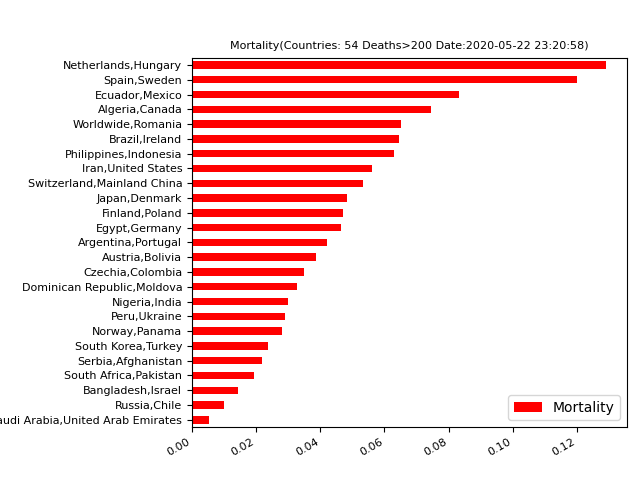 Mortality(Countries: 54 Deaths>200 Date:2020-05-22 23:20:58)
Netherlands,Hungary
Spain,Sweden
Ecuador,Mexico
Algeria,Canada
Worldwide,Romania
Brazil,Ireland
Philippines,Indonesia
Iran,United States
Switzerland,Mainland China
Japan,Denmark
Finland,Poland
Egypt,Germany
Argentina,Portugal
Austria,Bolivia
Czechia,Colombia
Dominican Republic,Moldova
Nigeria,India
Peru,Ukraine
Norway,Panama
South Korea,Turkey
Serbia,Afghanistan
South Africa,Pakistan
Bangladesh,Israel
Russia,Chile
audi Arabia,United Arab Emirates
Mortality
0.00 0.02 0.04 0.06 0.08 0.10 0.12